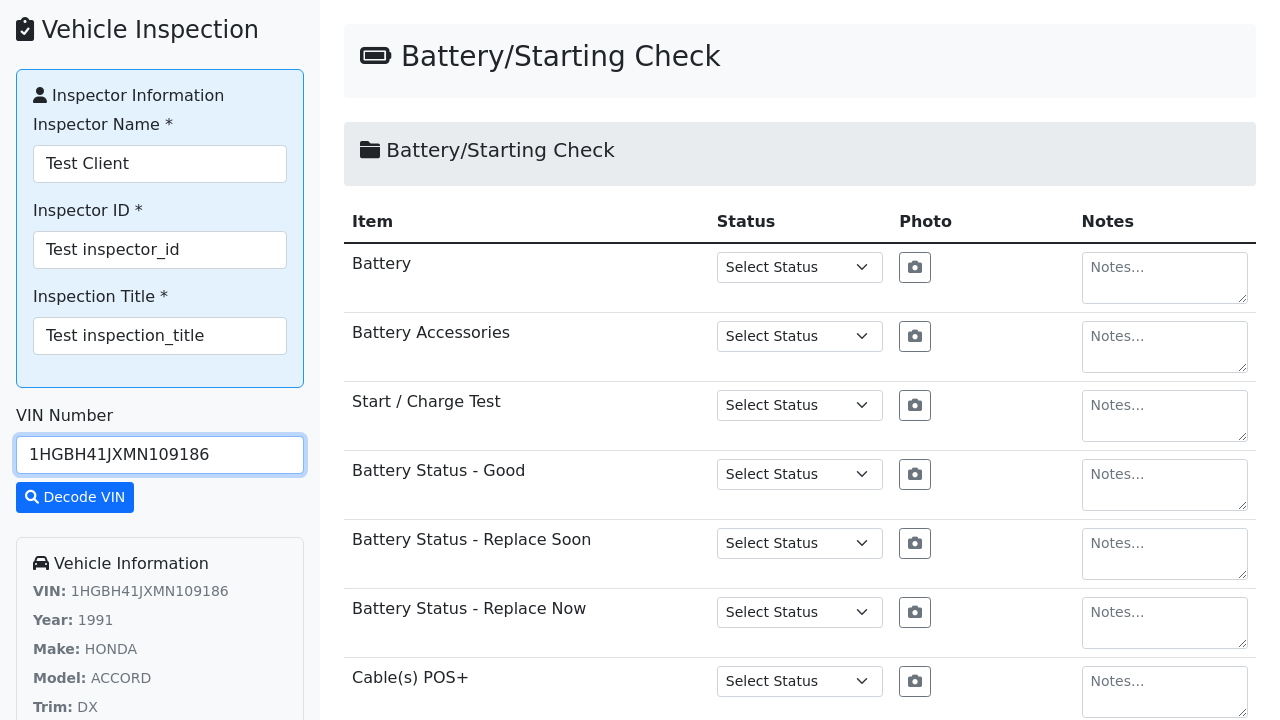 Vehicle Inspection
Inspector Information
Inspector Name *
Test Client
Inspector ID *
Test inspector_id
Inspection Title *
Test inspection_title
VIN Number
1HGBH41JXMN109186
Decode VIN
Vehicle Information
VIN: 1HGBH41JXMN109186
Year: 1991
Make: HONDA
Model: ACCORD
Trim: DX
Battery/Starting Check
Battery/Starting Check
Item Status Photo Notes
Battery Select Status Notes...
Battery Accessories Select Status Notes...
Start / Charge Test Select Status Notes...
Battery Status - Good Select Status Notes...
Battery Status - Replace Soon Select Status Notes...
Battery Status - Replace Now Select Status Notes...
Cable(s) POS+ Select Status Notes...